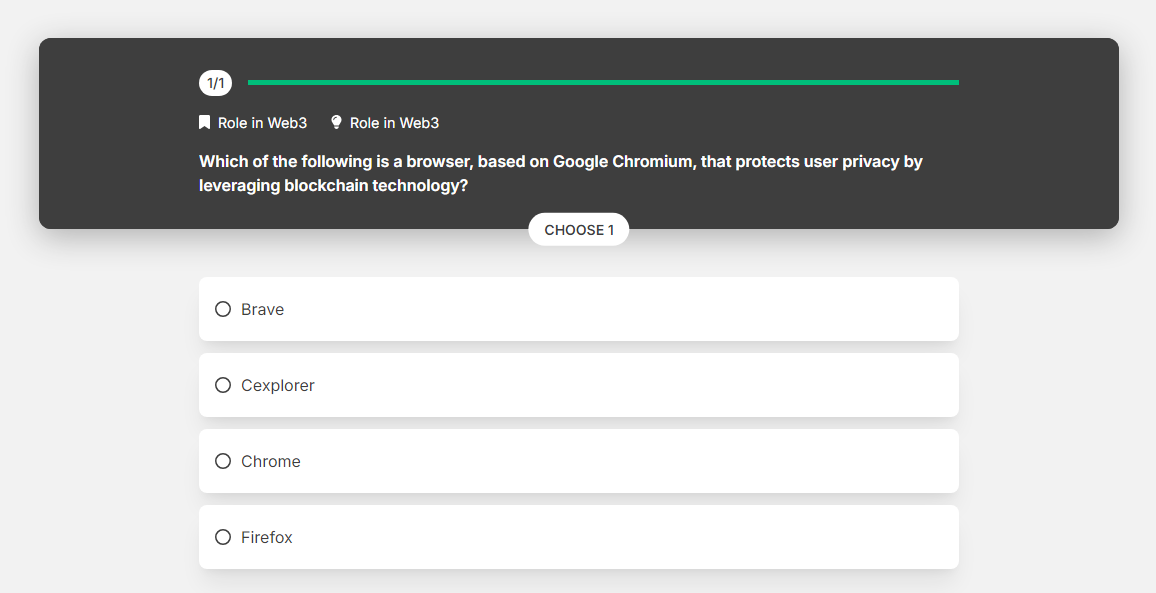 1/1
Role in Web3 Role in Web3
Which of the following is a browser, based on Google Chromium, that protects user privacy by
leveraging blockchain technology?
CHOOSE 1
Brave
Cexplorer
Chrome
Firefox